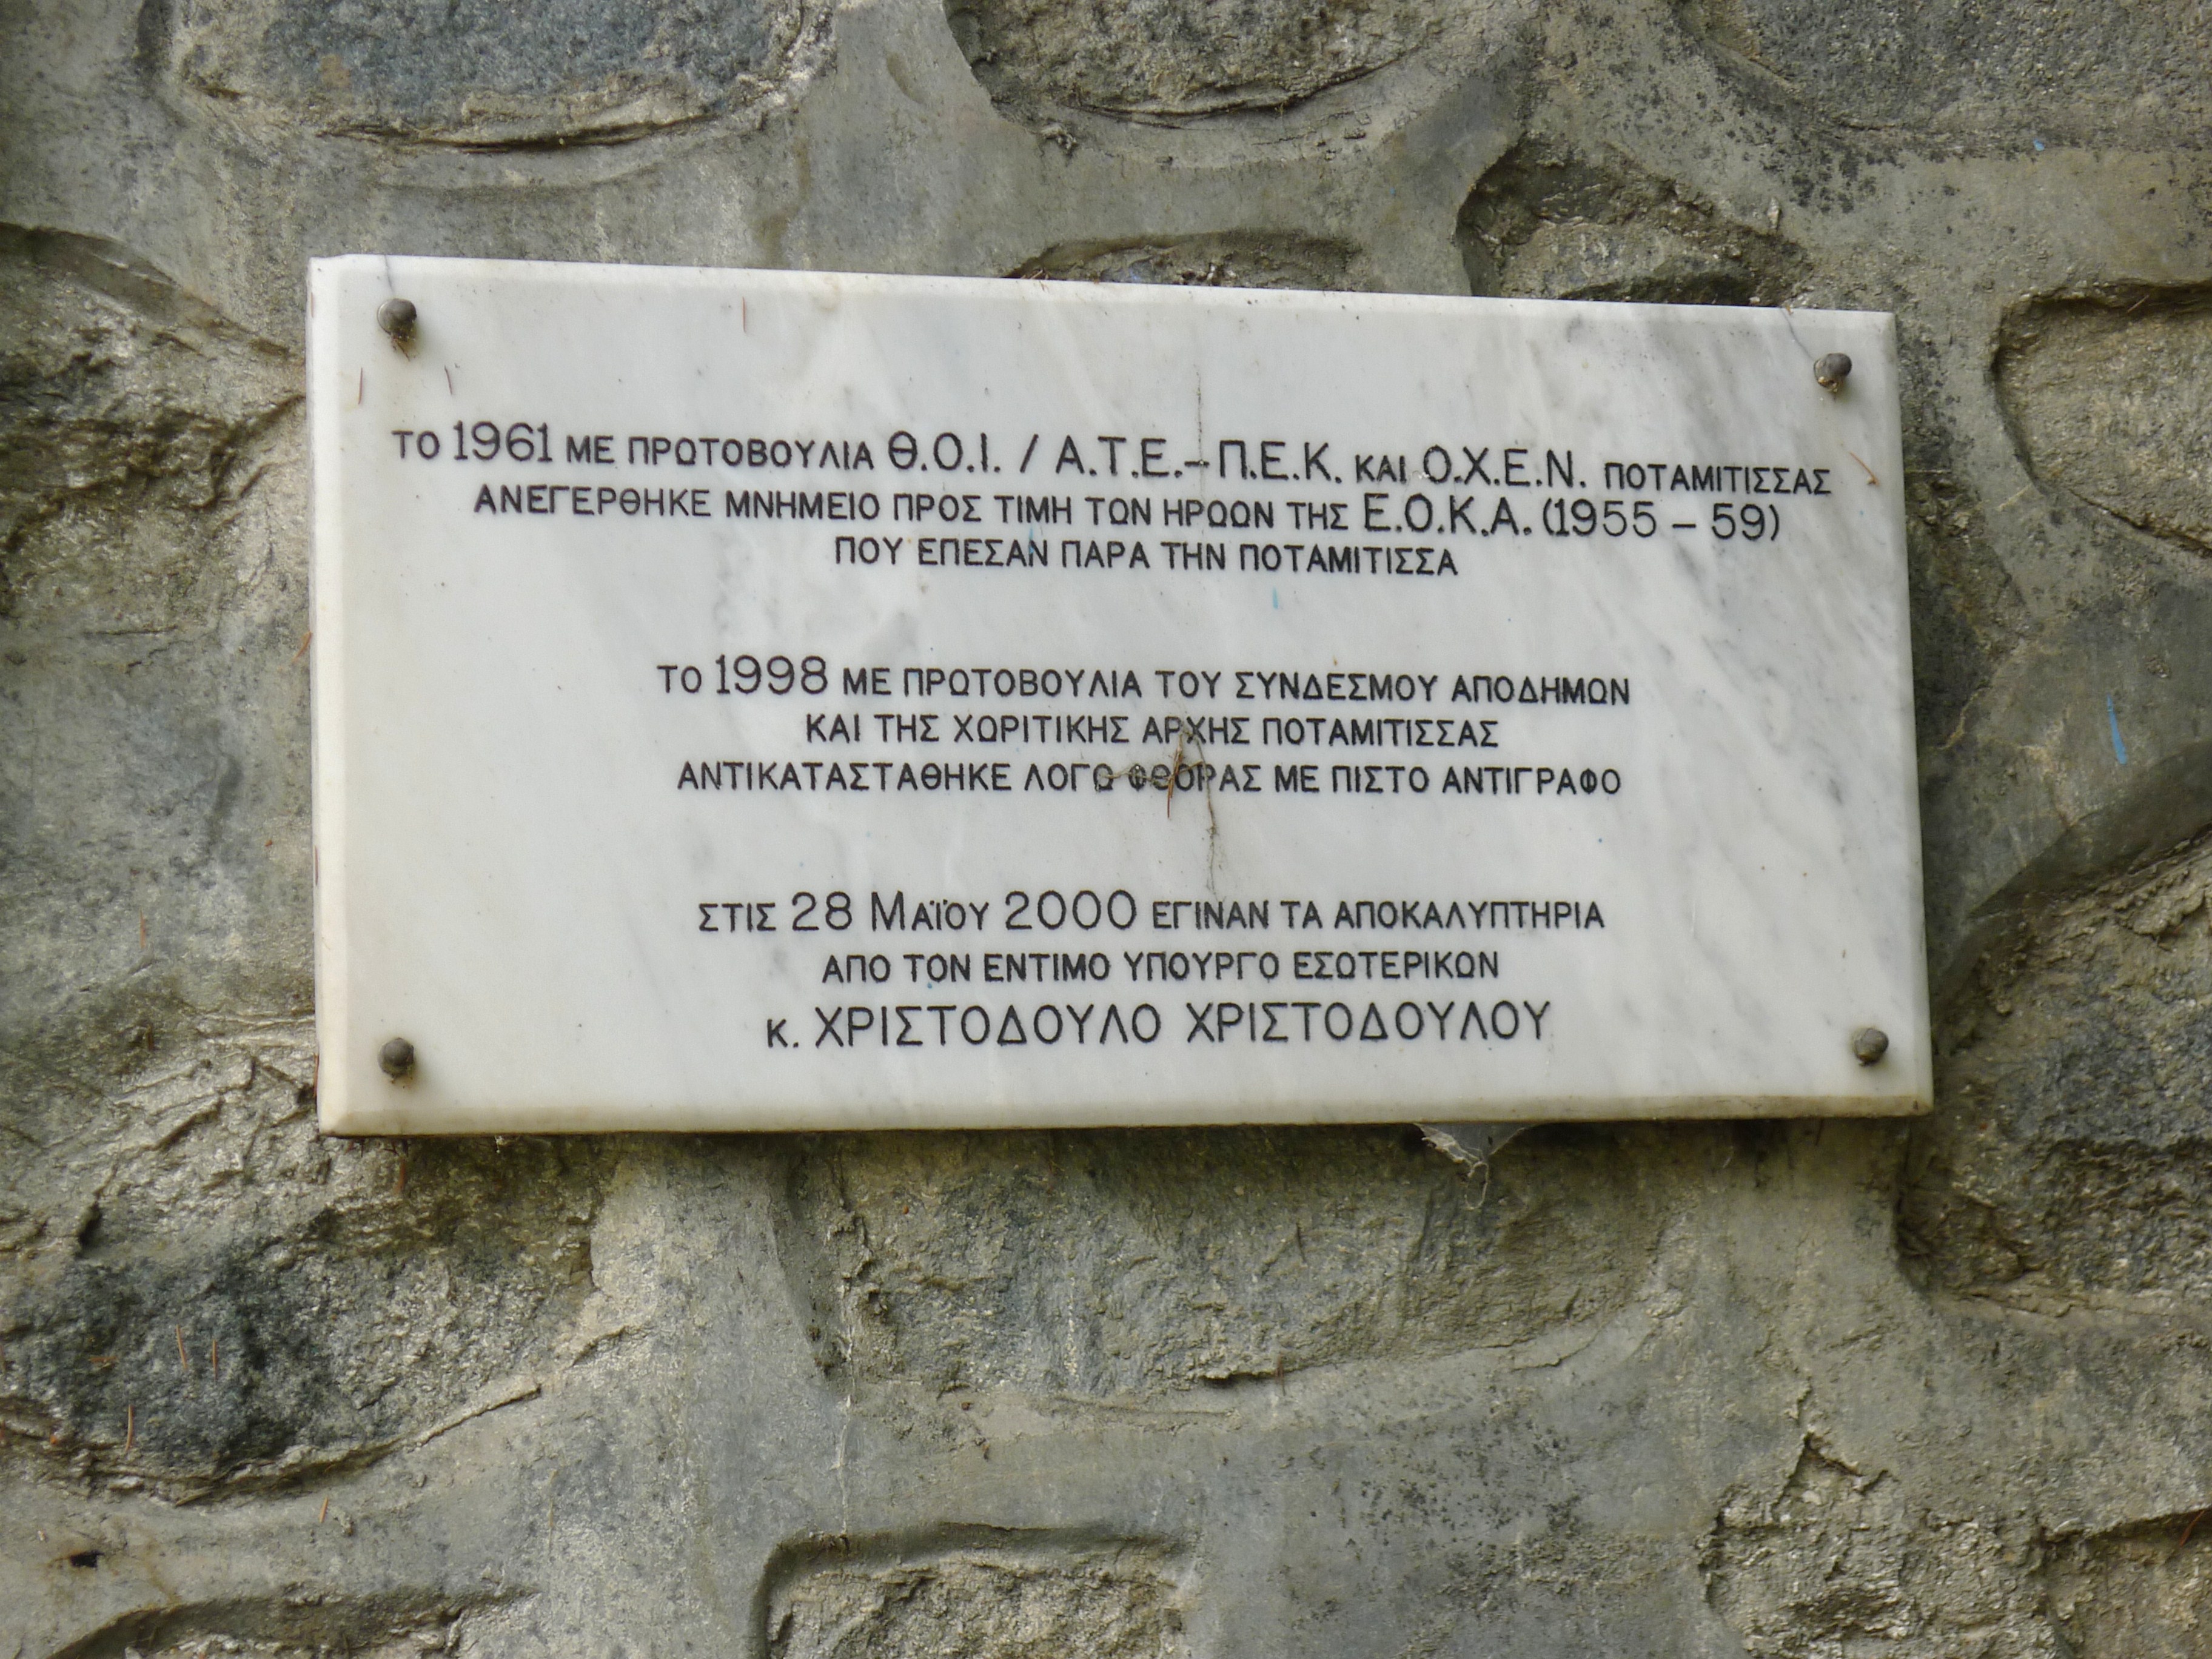 ΤΟ 1961 ΜΕ ΠΡΩΤΟΒΟΥΛΙΑ Θ.Ο.Ι. / Α.Τ.Ε.-Π.Ε.Κ. ΚΑΙ Ο.Χ.Ε.Ν. ΠΟΤΑΜΙΤΙΣΣΑΣ
ΑΝΕΓΕΡΘΗΚΕ ΜΝΗΜΕΙΟ ΠΡΟΣ ΤΙΜΗ ΤΩΝ ΗΡΩΩΝ ΤΗΣ Ε.Ο.Κ.Α. (1955 – 59)
ΠΟΥ ΕΠΕΣΑΝ ΠΑΡΑ ΤΗΝ ΠΟΤΑΜΙΤΙΣΣΑ
ΤΟ 1998 ΜΕ ΠΡΩΤΟΒΟΥΛΙΑ ΤΟΥ ΣΥΝΔΕΣΜΟΥ ΑΠΟΔΗΜΩΝ
ΚΑΙ ΤΗΣ ΧΩΡΙΤΙΚΗΣ ΑΡΧΗΣ ΠΟΤΑΜΙΤΙΣΣΑΣ
ΑΝΤΙΚΑΤΑΣΤΑΘΗΚΕ ΛΟΓΩ ΦΘΟΡΑΣ ΜΕ ΠΙΣΤΟ ΑΝΤΙΓΡΑΦΟ
ΣΤΙΣ 28 ΜΑΪΟΥ 2000 ΕΓΙΝΑΝ ΤΑ ΑΠΟΚΑΛΥΠΤΗΡΙΑ
ΑΠΟ ΤΟΝ ΕΝΤΙΜΟ ΥΠΟΥΡΓΟ ΕΣΩΤΕΡΙΚΩΝ
κ. ΧΡΙΣΤΟΔΟΥΛΟ ΧΡΙΣΤΟΔΟΥΛΟΥ